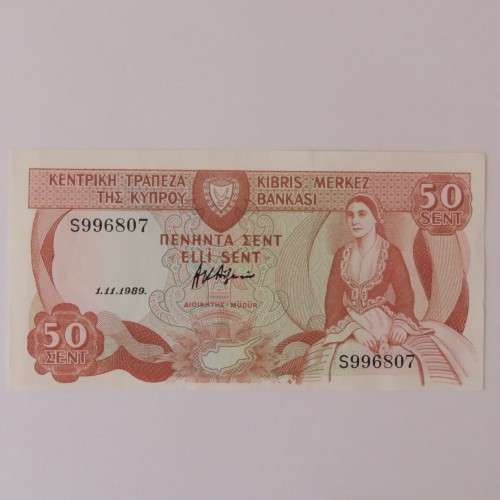 ΚΕΝΤΡΙΚΗ ΤΡΑΠΕΖΑ
ΤΗΣ ΚΥΠΡΟΥ
KIBRIS MERKEZ
BANKASI
50
SENT
S996807
ΠΕΝΗΝΤΑ ΣΕΝΤ
ELLİ SENT
1.11.1989.
ΔΙΟΙΚΗΤΗΣ - MÜDÜR
50
ΣΕΝΤ
S996807